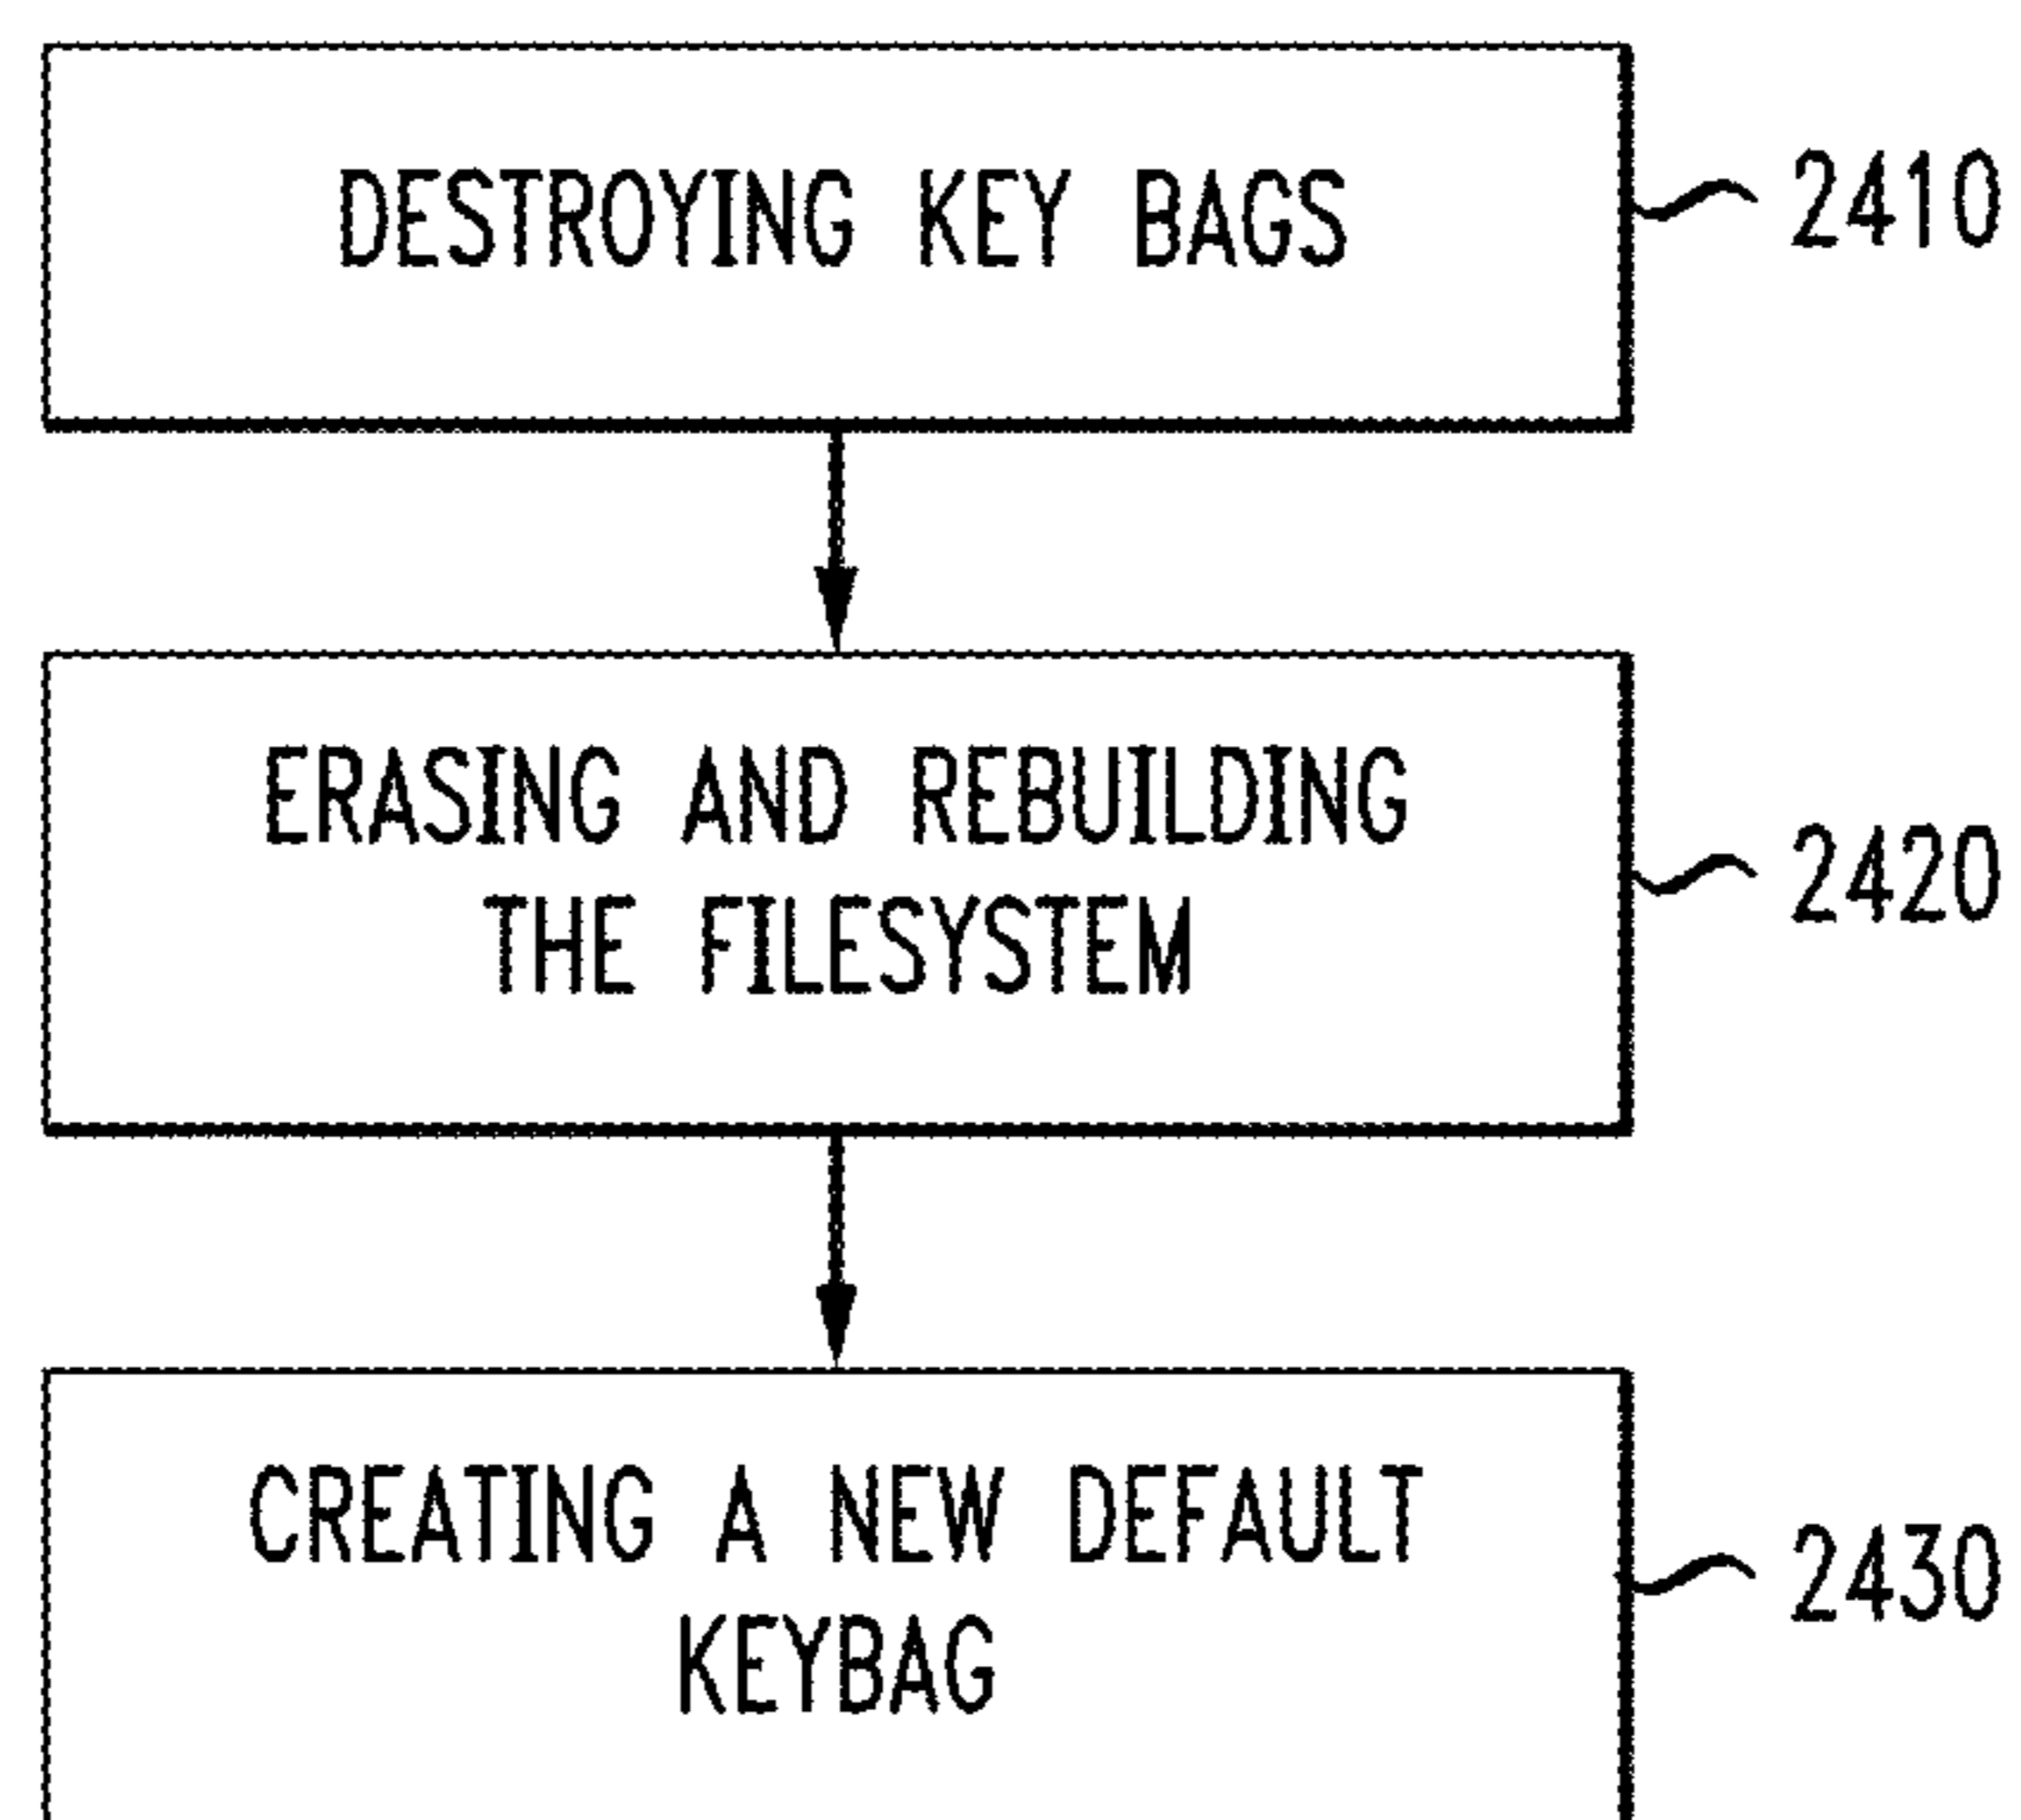 DESTROYING KEY BAGS
2410
ERASING AND REBUILDING
THE FILESYSTEM
2420
CREATING A NEW DEFAULT
KEYBAG
2430